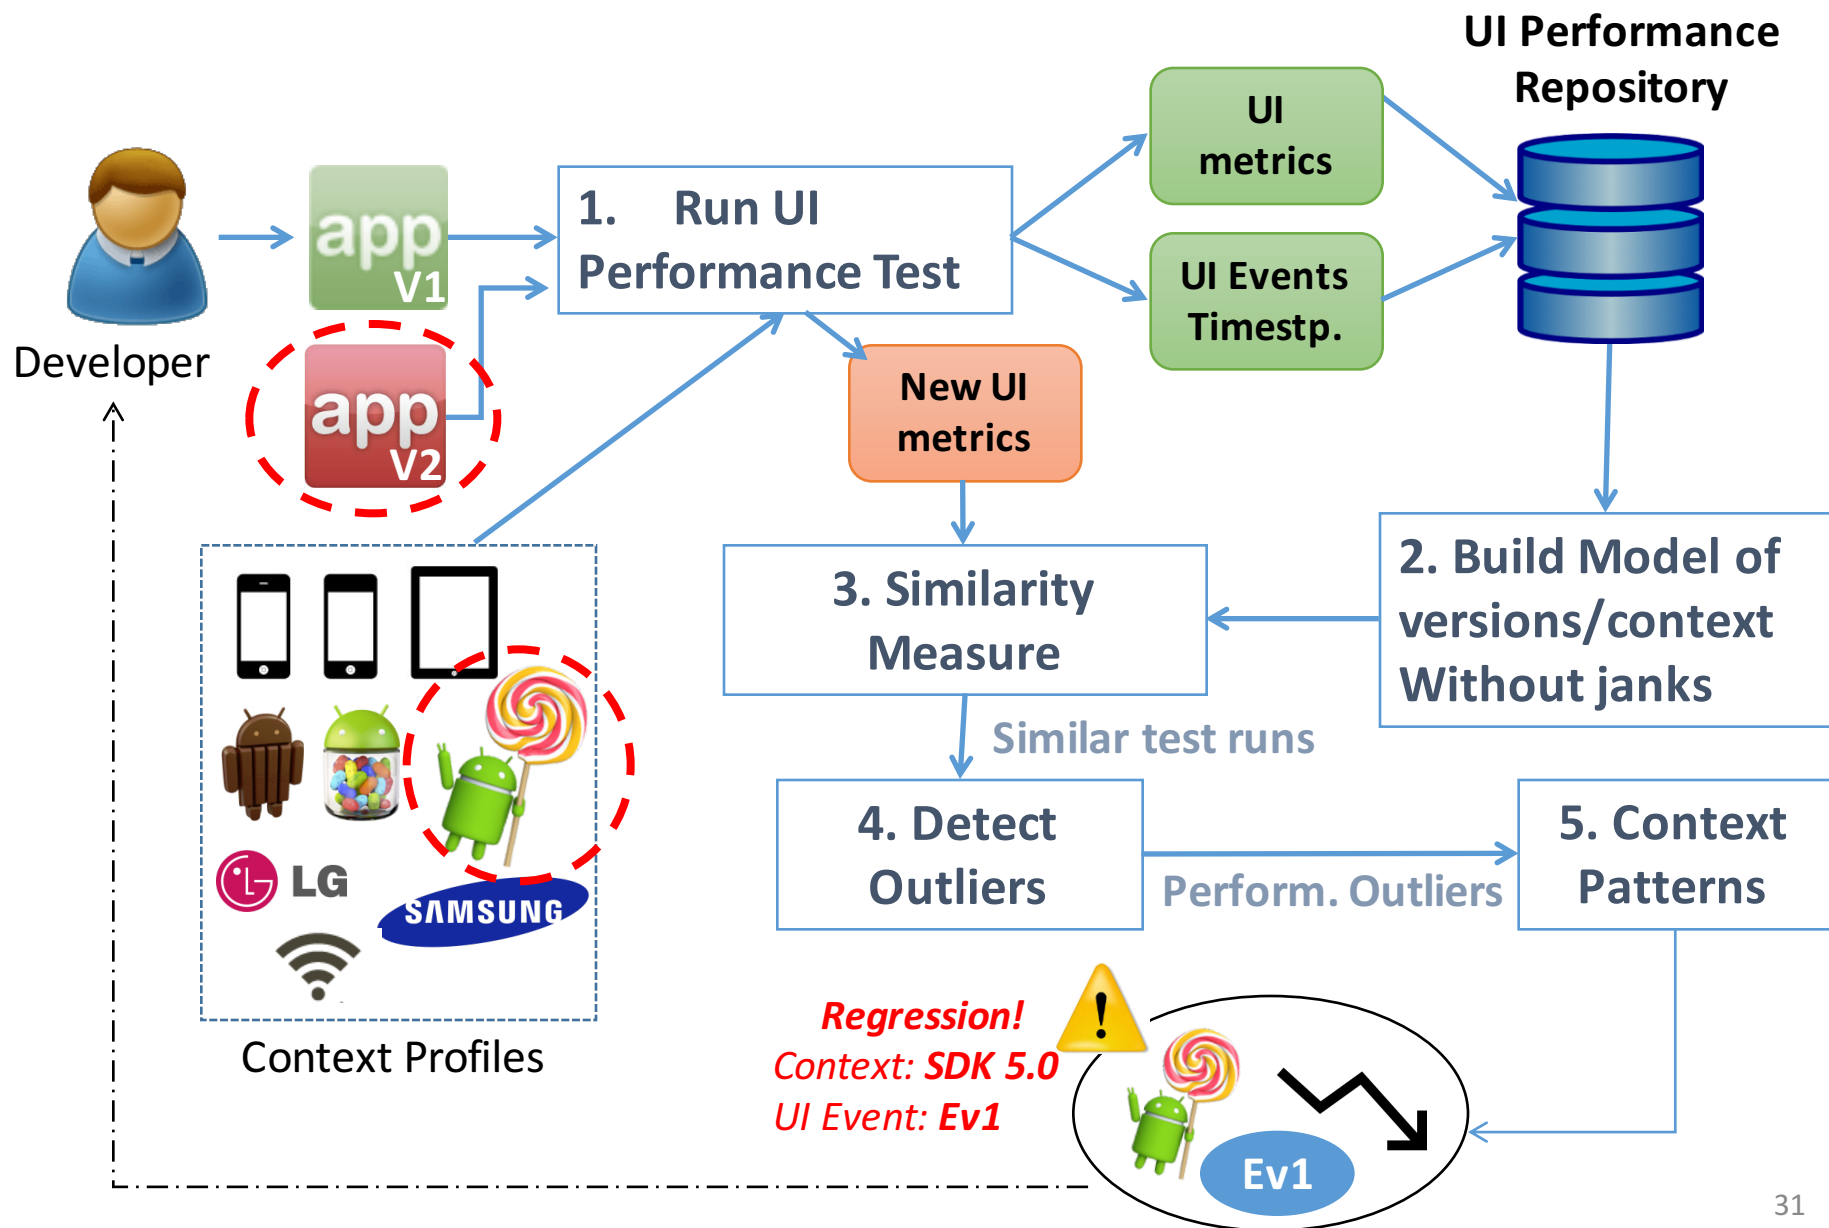 UI Performance
Repository
UI
metrics
app
V1
1. Run UI
Performance Test
UI Events
Timestp.
Developer
app
V2
New UI
metrics
2. Build Model of
versions/context
Without janks
3. Similarity
Measure
Similar test runs
4. Detect
Outliers
Perform. Outliers
5. Context
Patterns
LG
SAMSUNG
Context Profiles
Regression!
Context: SDK 5.0
UI Event: Ev1
!
Ev1
31